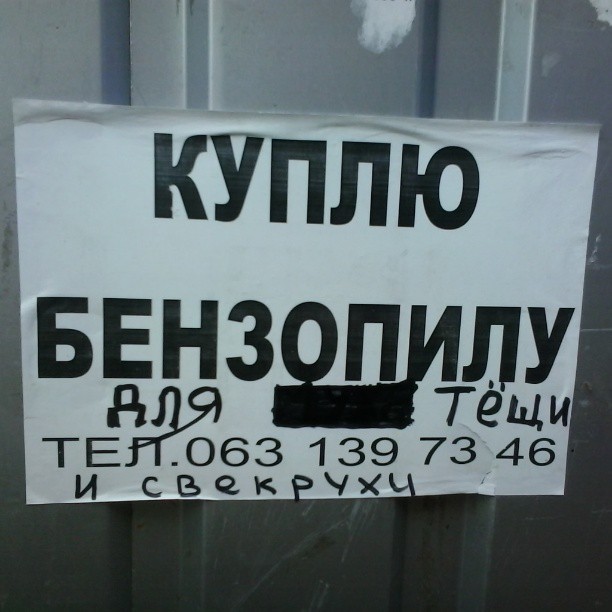 КУПЛЮ
БЕНЗОПИЛУ
ДЛЯ ТЁЩИ
ТЕЛ.063 139 73 46
И СВЕКРУХИ